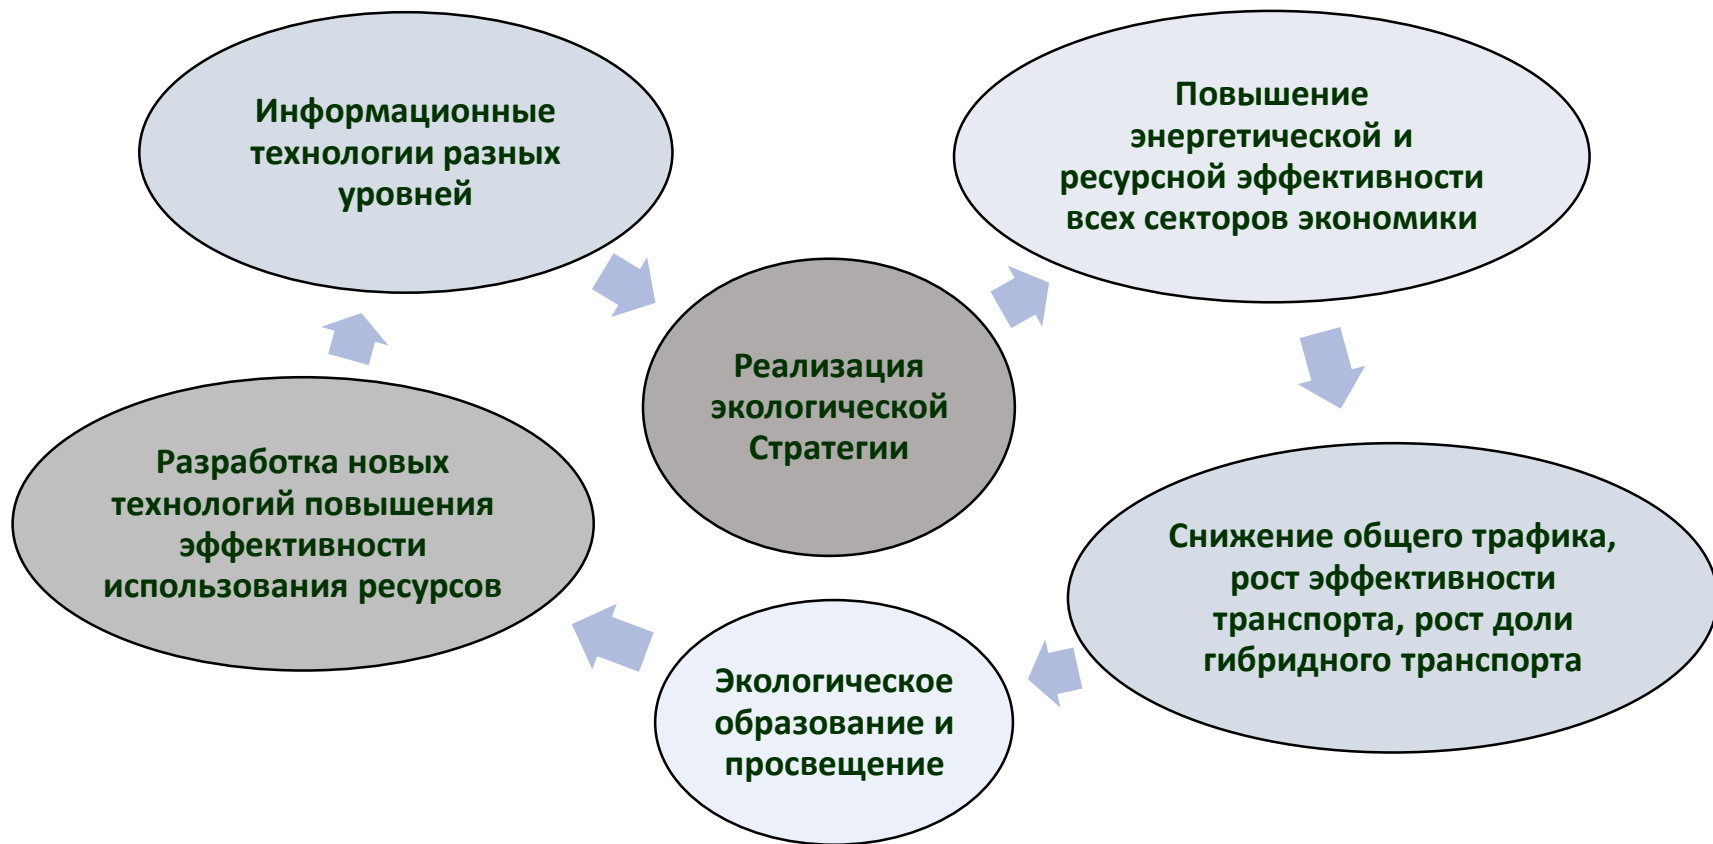 Информационные
технологии разных
уровней
Повышение
энергетической и
ресурсной эффективности
всех секторов экономики
Реализация
экологической
Стратегии
Разработка новых
технологий повышения
эффективности
использования ресурсов
Снижение общего трафика,
рост эффективности
транспорта, рост доли
гибридного транспорта
Экологическое
образование и
просвещение